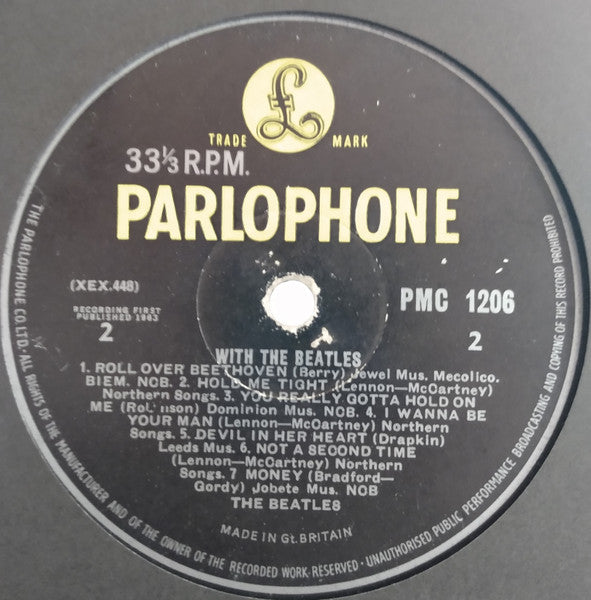 £
TRADE MARK
33⅓ R.P.M.
PARLOPHONE
(XEX.448)
PMC 1206
RECORDING FIRST
PUBLISHED 1963
2
2
WITH THE BEATLES
1. ROLL OVER BEETHOVEN (Berry) Jewel Mus. Mecolico.
BIEM. NCB. 2. HOLD ME TIGHT (Lennon—McCartney)
Northern Songs. 3. YOU REALLY GOTTA HOLD ON
ME (Robinson) Dominion Mus. NCB. 4. I WANNA BE
YOUR MAN (Lennon—McCartney) Northern
Songs. 5. DEVIL IN HER HEART (Drapkin)
Leeds Mus. 6. NOT A SECOND TIME
(Lennon—McCartney) Northern
Songs. 7 MONEY (Bradford—
Gordy) Jobete Mus. NCB
THE BEATLES
MADE IN Gt. BRITAIN
THE PARLOPHONE CO. LTD. · ALL RIGHTS OF THE MANUFACTURER AND OF THE OWNER OF THE RECORDED WORK RESERVED · UNAUTHORISED PUBLIC PERFORMANCE BROADCASTING AND COPYING OF THIS RECORD PROHIBITED